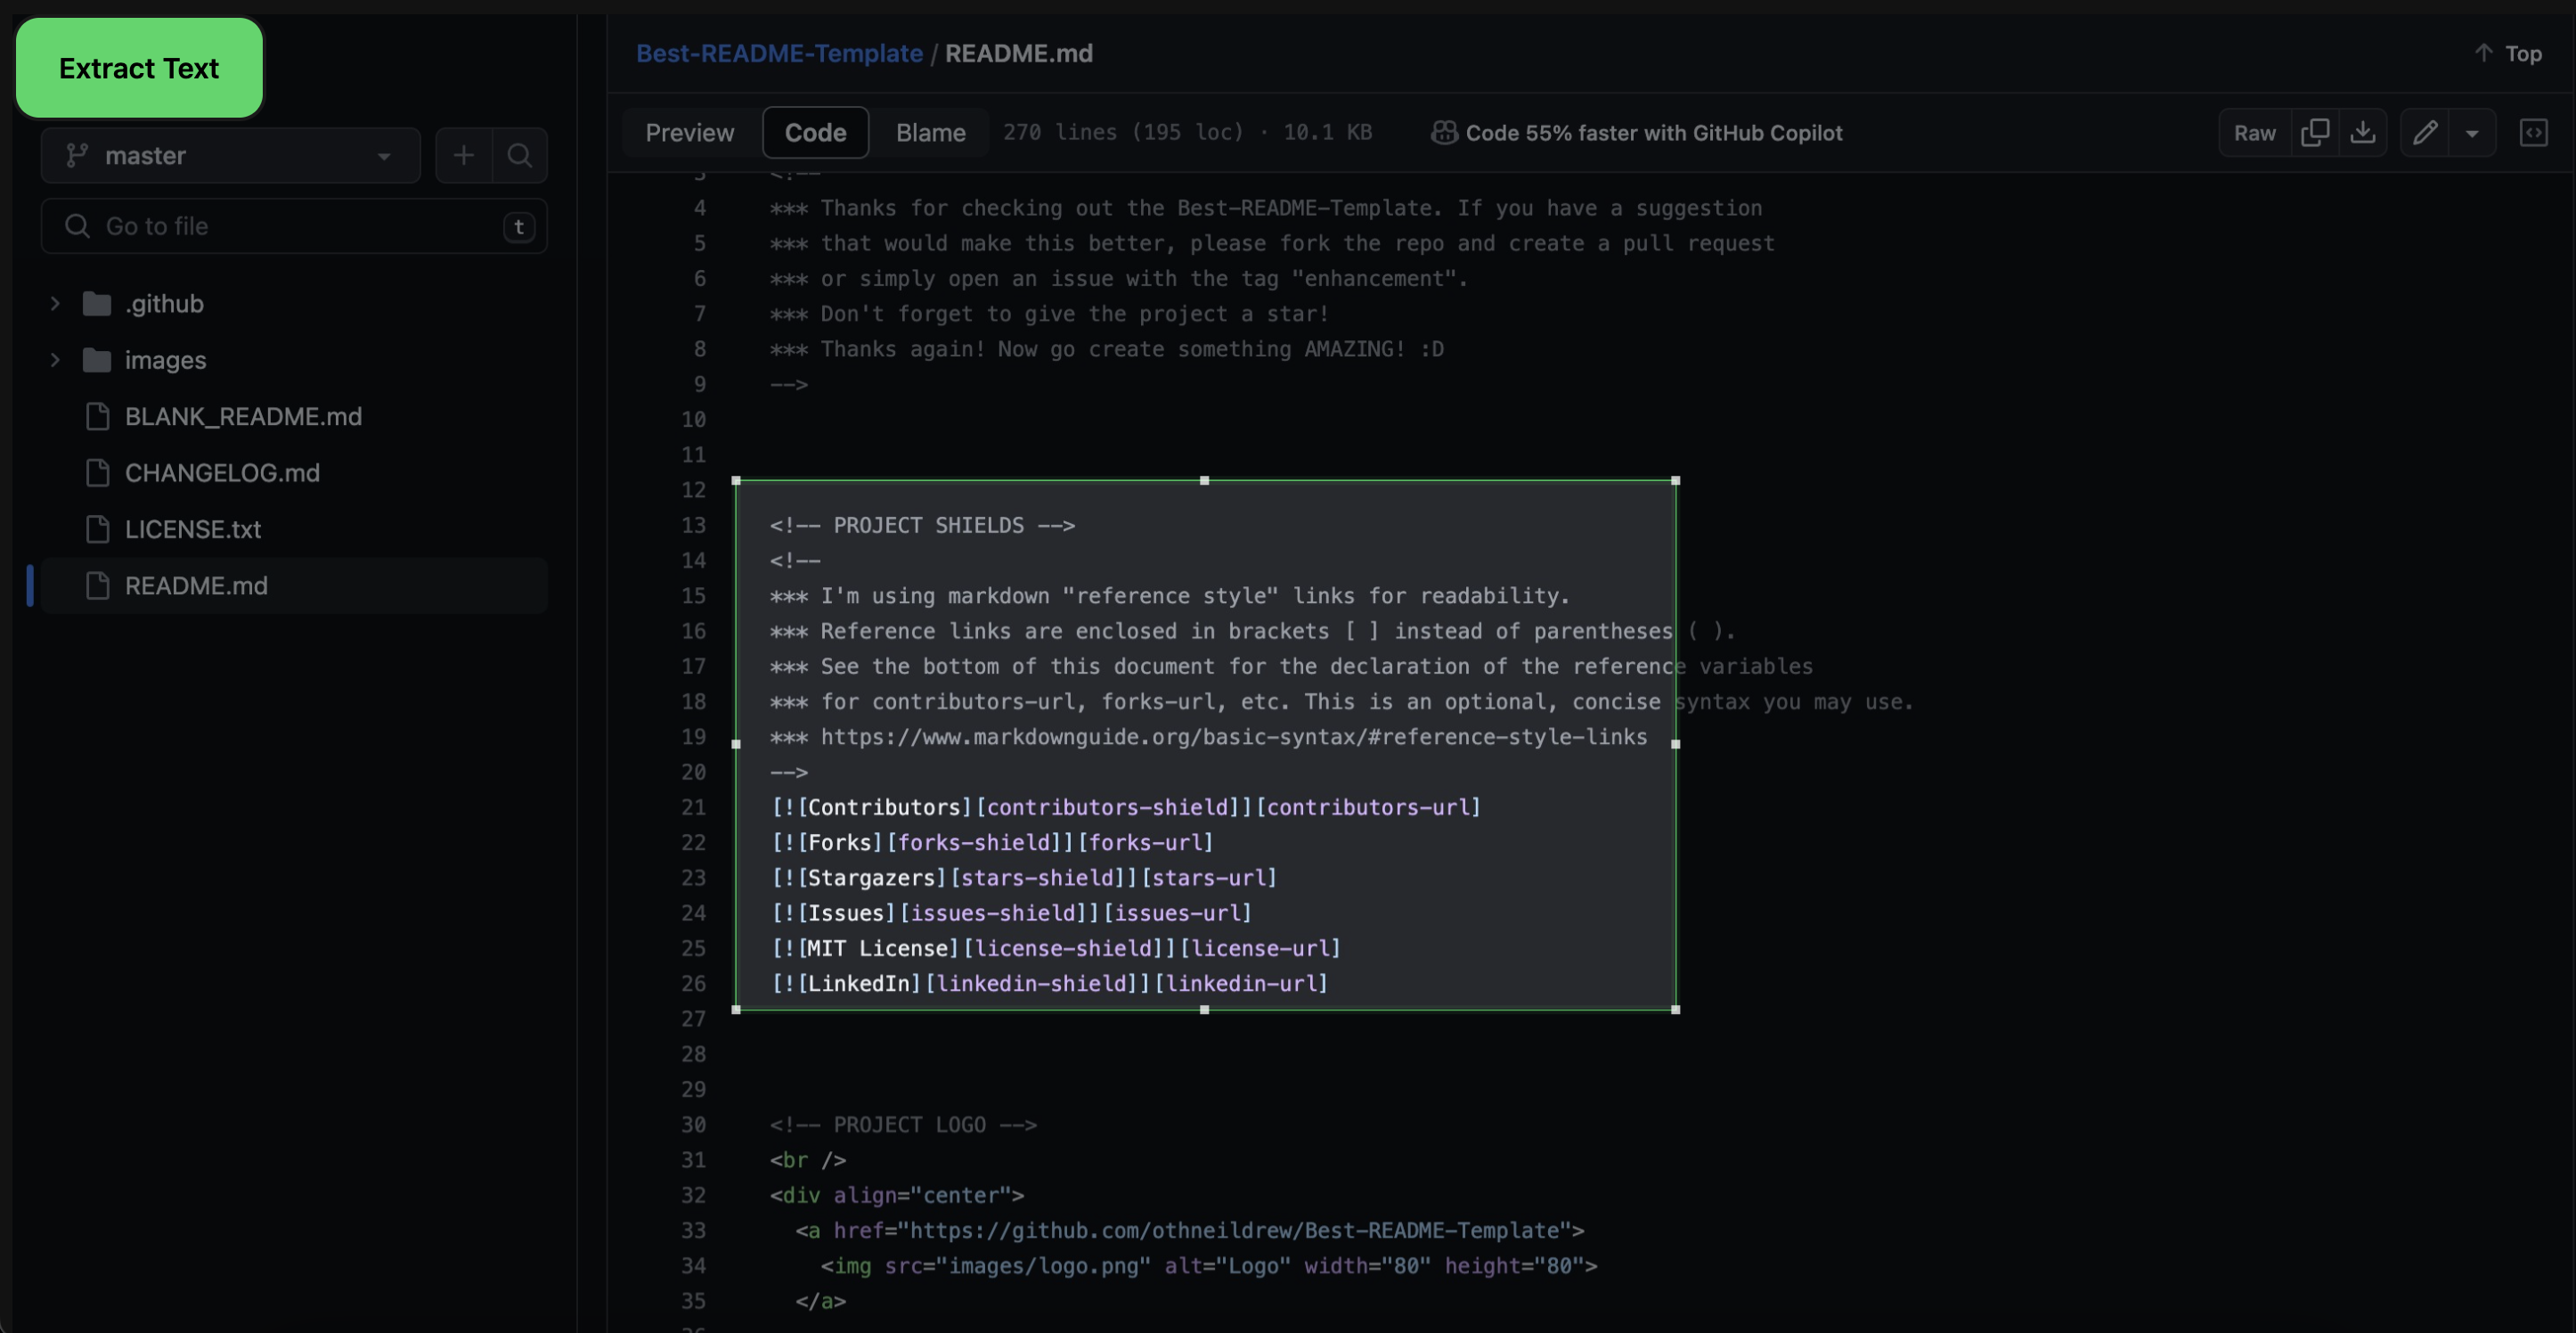 Extract Text
master
Go to file
t
.github
images
BLANK_README.md
CHANGELOG.md
LICENSE.txt
README.md
Best-README-Template / README.md
Top
Preview
Code
Blame
270 lines (195 loc) · 10.1 KB
Code 55% faster with GitHub Copilot
Raw
3 <!--
4 *** Thanks for checking out the Best-README-Template. If you have a suggestion
5 *** that would make this better, please fork the repo and create a pull request
6 *** or simply open an issue with the tag "enhancement".
7 *** Don't forget to give the project a star!
8 *** Thanks again! Now go create something AMAZING! :D
9 -->
10
11
12
13 <!-- PROJECT SHIELDS -->
14 <!--
15 *** I'm using markdown "reference style" links for readability.
16 *** Reference links are enclosed in brackets [ ] instead of parentheses ( ).
17 *** See the bottom of this document for the declaration of the reference variables
18 *** for contributors-url, forks-url, etc. This is an optional, concise syntax you may use.
19 *** https://www.markdownguide.org/basic-syntax/#reference-style-links
20 -->
21 [![Contributors][contributors-shield]][contributors-url]
22 [![Forks][forks-shield]][forks-url]
23 [![Stargazers][stars-shield]][stars-url]
24 [![Issues][issues-shield]][issues-url]
25 [![MIT License][license-shield]][license-url]
26 [![LinkedIn][linkedin-shield]][linkedin-url]
27
28
29
30 <!-- PROJECT LOGO -->
31 <br />
32 <div align="center">
33   <a href="https://github.com/othneildrew/Best-README-Template">
34     <img src="images/logo.png" alt="Logo" width="80" height="80">
35   </a>